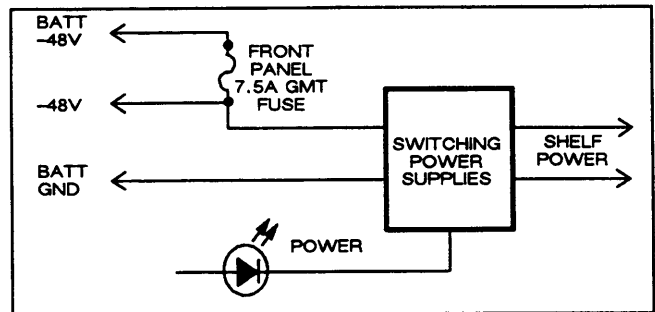 BATT
-48V
FRONT
PANEL
7.5A GMT
FUSE
-48V
BATT
GND
SWITCHING
POWER
SUPPLIES
SHELF
POWER
POWER